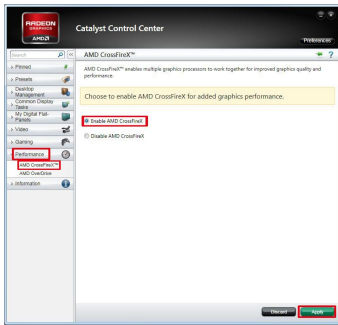 RADEON
GRAPHICS
AMD
Catalyst Control Center
Preferences
Search
AMD CrossFireX™
?
Pinned
Presets
Desktop
Management
Common Display
Tasks
My Digital Flat-
Panels
Video
Gaming
Performance
AMD CrossFireX™
AMD OverDrive
Information
AMD CrossFireX™ enables multiple graphics processors to work together for improved graphics quality and
performance.
Choose to enable AMD CrossFireX for added graphics performance.
Enable AMD CrossFireX
Disable AMD CrossFireX
Discard
Apply